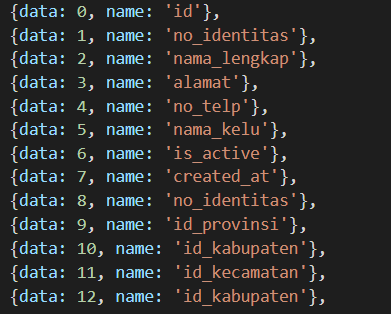 {data: 0, name: 'id'},
{data: 1, name: 'no_identitas'},
{data: 2, name: 'nama_lengkap'},
{data: 3, name: 'alamat'},
{data: 4, name: 'no_telp'},
{data: 5, name: 'nama_kelu'},
{data: 6, name: 'is_active'},
{data: 7, name: 'created_at'},
{data: 8, name: 'no_identitas'},
{data: 9, name: 'id_provinsi'},
{data: 10, name: 'id_kabupaten'},
{data: 11, name: 'id_kecamatan'},
{data: 12, name: 'id_kabupaten'},